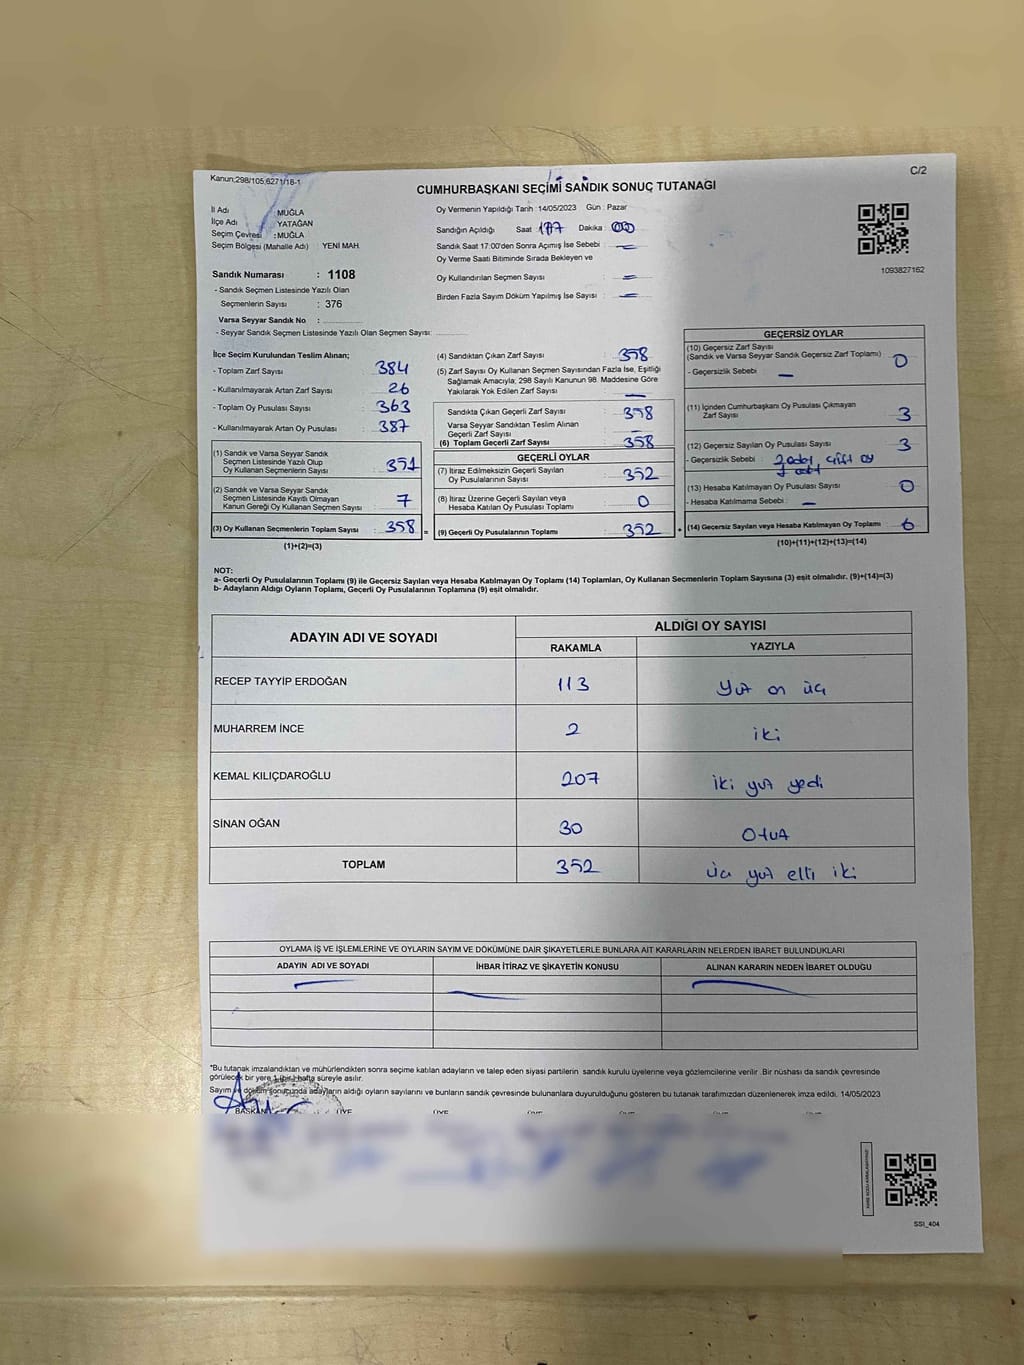 Kanun;298/105,6271/18-1
C/2
CUMHURBAŞKANI SEÇİMİ SANDIK SONUÇ TUTANAĞI
İl Adı : MUĞLA
İlçe Adı : YATAĞAN
Seçim Çevresi : MUĞLA
Seçim Bölgesi (Mahalle Adı) : YENİ MAH.
Sandık Numarası : 1108
- Sandık Seçmen Listesinde Yazılı Olan
Seçmenlerin Sayısı : 376
Varsa Seyyar Sandık No :
- Seyyar Sandık Seçmen Listesinde Yazılı Olan Seçmen Sayısı:
Oy Vermenin Yapıldığı Tarih : 14/05/2023 Gün : Pazar
Sandığın Açıldığı Saat : Dakika : 00
Sandık Saat 17:00'den Sonra Açımış İse Sebebi : —
Oy Verme Saati Bitiminde Sırada Bekleyen ve
Oy Kullandırılan Seçmen Sayısı : —
Birden Fazla Sayım Döküm Yapılmış İse Sayısı : —
1093827162
İlçe Seçim Kurulundan Teslim Alınan;
- Toplam Zarf Sayısı : 384
- Kullanılmayarak Artan Zarf Sayısı : 26
- Toplam Oy Pusulası Sayısı : 363
- Kullanılmayarak Artan Oy Pusulası : 387
(1) Sandık ve Varsa Seyyar Sandık
Seçmen Listesinde Yazılı Olup
Oy Kullanan Seçmenlerin Sayısı : 351
(2) Sandık ve Varsa Seyyar Sandık
Seçmen Listesinde Kayıtlı Olmayan
Kanun Gereği Oy Kullanan Seçmen Sayısı : 7
(3) Oy Kullanan Seçmenlerin Toplam Sayısı : 358
(1)+(2)=(3)
(4) Sandıktan Çıkan Zarf Sayısı : 358
(5) Zarf Sayısı Oy Kullanan Seçmen Sayısından Fazla İse, Eşitliği
Sağlamak Amacıyla; 298 Sayılı Kanunun 98. Maddesine Göre
Yakılarak Yok Edilen Zarf Sayısı : —
Sandıkta Çıkan Geçerli Zarf Sayısı : 358
Varsa Seyyar Sandıktan Teslim Alınan
Geçerli Zarf Sayısı : —
(6) Toplam Geçerli Zarf Sayısı : 358
GEÇERLİ OYLAR
(7) İtiraz Edilmeksizin Geçerli Sayılan
Oy Pusulalarının Sayısı : 352
(8) İtiraz Üzerine Geçerli Sayılan veya
Hesaba Katılan Oy Pusulası Toplamı : 0
= (9) Geçerli Oy Pusulalarının Toplamı : 352
GEÇERSİZ OYLAR
(10) Geçersiz Zarf Sayısı
(Sandık ve Varsa Seyyar Sandık Geçersiz Zarf Toplamı) : 0
- Geçersizlik Sebebi : —
(11) İçinden Cumhurbaşkanı Oy Pusulası Çıkmayan
Zarf Sayısı : 3
(12) Geçersiz Sayılan Oy Pusulası Sayısı : 3
- Geçersizlik Sebebi : çift oy
(13) Hesaba Katılmayan Oy Pusulası Sayısı : 0
- Hesaba Katılmama Sebebi : —
+ (14) Geçersiz Sayılan veya Hesaba Katılmayan Oy Toplamı : 6
(10)+(11)+(12)+(13)=(14)
NOT:
a- Geçerli Oy Pusulalarının Toplamı (9) ile Geçersiz Sayılan veya Hesaba Katılmayan Oy Toplamı (14) Toplamları, Oy Kullanan Seçmenlerin Toplam Sayısına (3) eşit olmalıdır. (9)+(14)=(3)
b- Adayların Aldığı Oyların Toplamı, Geçerli Oy Pusulalarının Toplamına (9) eşit olmalıdır.
ADAYIN ADI VE SOYADI
ALDIĞI OY SAYISI
RAKAMLA YAZIYLA
RECEP TAYYİP ERDOĞAN 113 Yüz on üç
MUHARREM İNCE 2 iki
KEMAL KILIÇDAROĞLU 207 iki yüz yedi
SİNAN OĞAN 30 Otuz
TOPLAM 352 Üç yüz elli iki
OYLAMA İŞ VE İŞLEMLERİNE VE OYLARIN SAYIM VE DÖKÜMÜNE DAİR ŞİKAYETLERLE BUNLARA AİT KARARLARIN NELERDEN İBARET BULUNDUKLARI
ADAYIN ADI VE SOYADI İHBAR İTİRAZ VE ŞİKAYETİN KONUSU ALINAN KARARIN NEDEN İBARET OLDUĞU
"Bu tutanak imzalandıktan ve mühürlendikten sonra seçime katılan adayların ve talep eden siyasi partilerin sandık kurulu üyelerine veya gözlemcilerine verilir .Bir nüshası da sandık çevresinde
görülecek bir yere 1 (bir) hafta süreyle asılır.
Sayım ve döküm sonucunda adayların aldığı oyların sayılarını ve bunların sandık çevresinde bulunanlara duyurulduğunu gösteren bu tutanak tarafımızdan düzenlenerek imza edildi. 14/05/2023
BAŞKAN ÜYE ÜYE ÜYE ÜYE ÜYE ÜYE
SSI_404